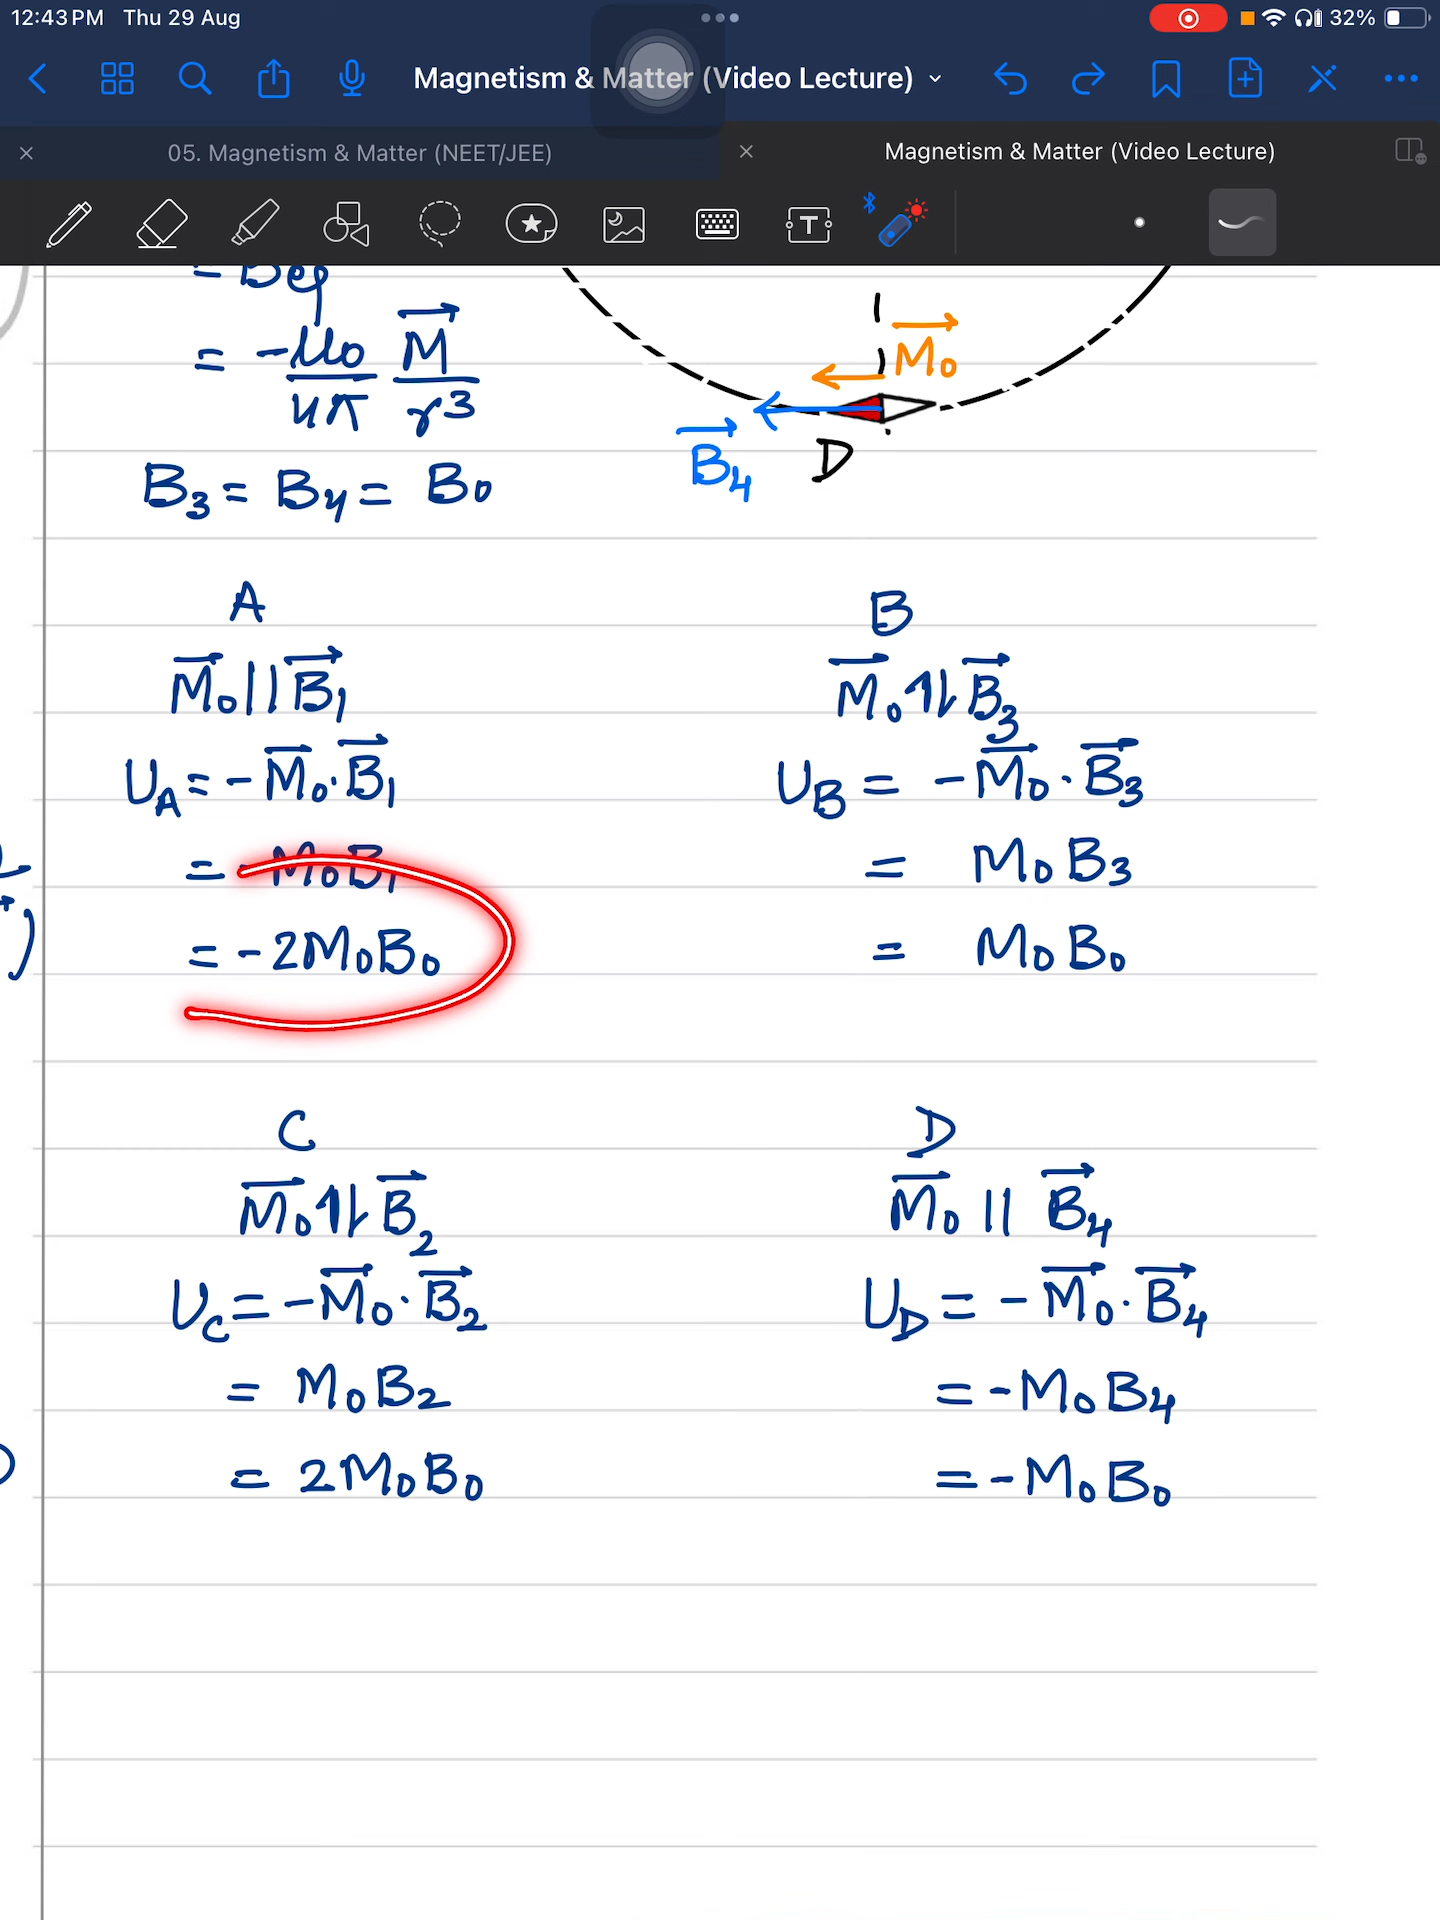 12:43 PM Thu 29 Aug
32%
Magnetism & Matter (Video Lecture)
05. Magnetism & Matter (NEET/JEE)
Magnetism & Matter (Video Lecture)
T
= Beq
= -μ₀/4π M⃗/r³
M⃗₀
B⃗₄ D
B₃ = B₄ = B₀
A
M⃗₀ || B⃗₁
U_A = -M⃗₀·B⃗₁
= -M₀B₁
= -2M₀B₀
B
M⃗₀ ⇅ B⃗₃
U_B = -M⃗₀·B⃗₃
= M₀B₃
= M₀B₀
C
M⃗₀ ⇅ B⃗₂
U_C = -M⃗₀·B⃗₂
= M₀B₂
= 2M₀B₀
D
M⃗₀ || B⃗₄
U_D = -M⃗₀·B⃗₄
= -M₀B₄
= -M₀B₀